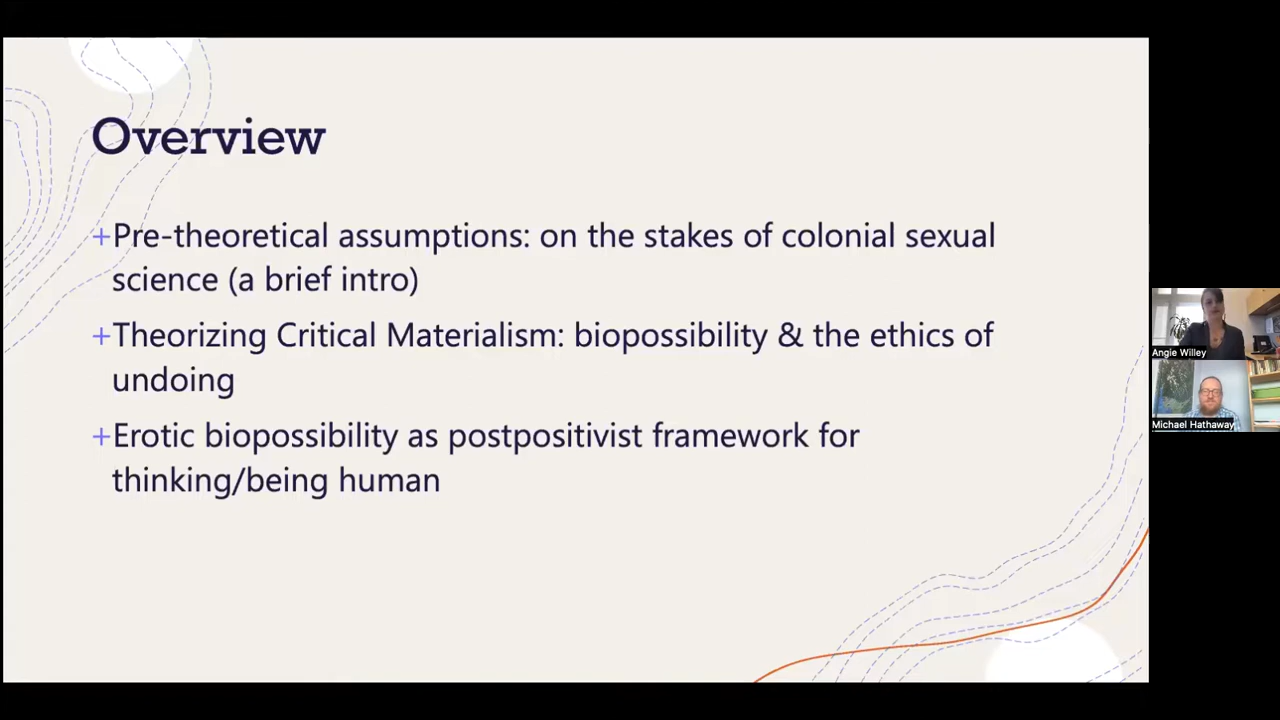 Overview
+Pre-theoretical assumptions: on the stakes of colonial sexual
science (a brief intro)
+Theorizing Critical Materialism: biopossibility & the ethics of
undoing
+Erotic biopossibility as postpositivist framework for
thinking/being human
Angie Willey
Michael Hathaway